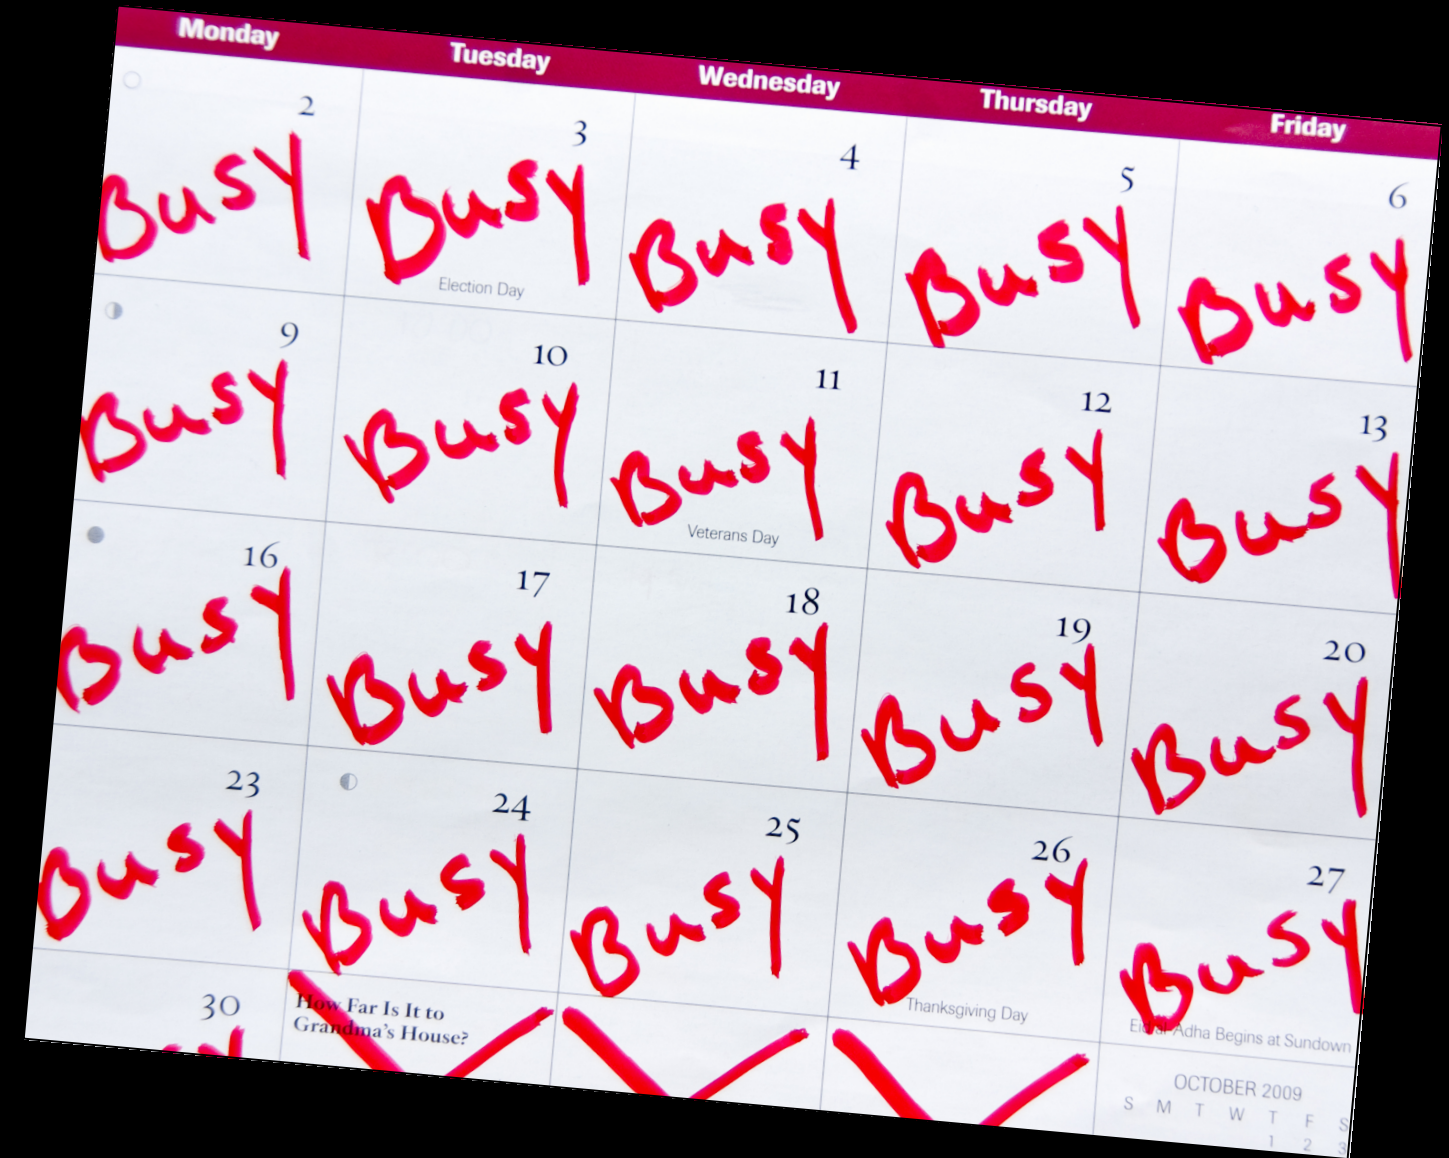 Monday Tuesday Wednesday Thursday Friday
2 3 4 5 6
Busy Busy Busy Busy Busy
Election Day
9 10 11 12 13
Busy Busy Busy Busy Busy
Veterans Day
16 17 18 19 20
Busy Busy Busy Busy Busy
23 24 25 26 27
Busy Busy Busy Busy Busy
Thanksgiving Day
Eid al-Adha Begins at Sundown
30
How Far Is It to
Grandma's House?
OCTOBER 2009
S M T W T F S
1 2 3